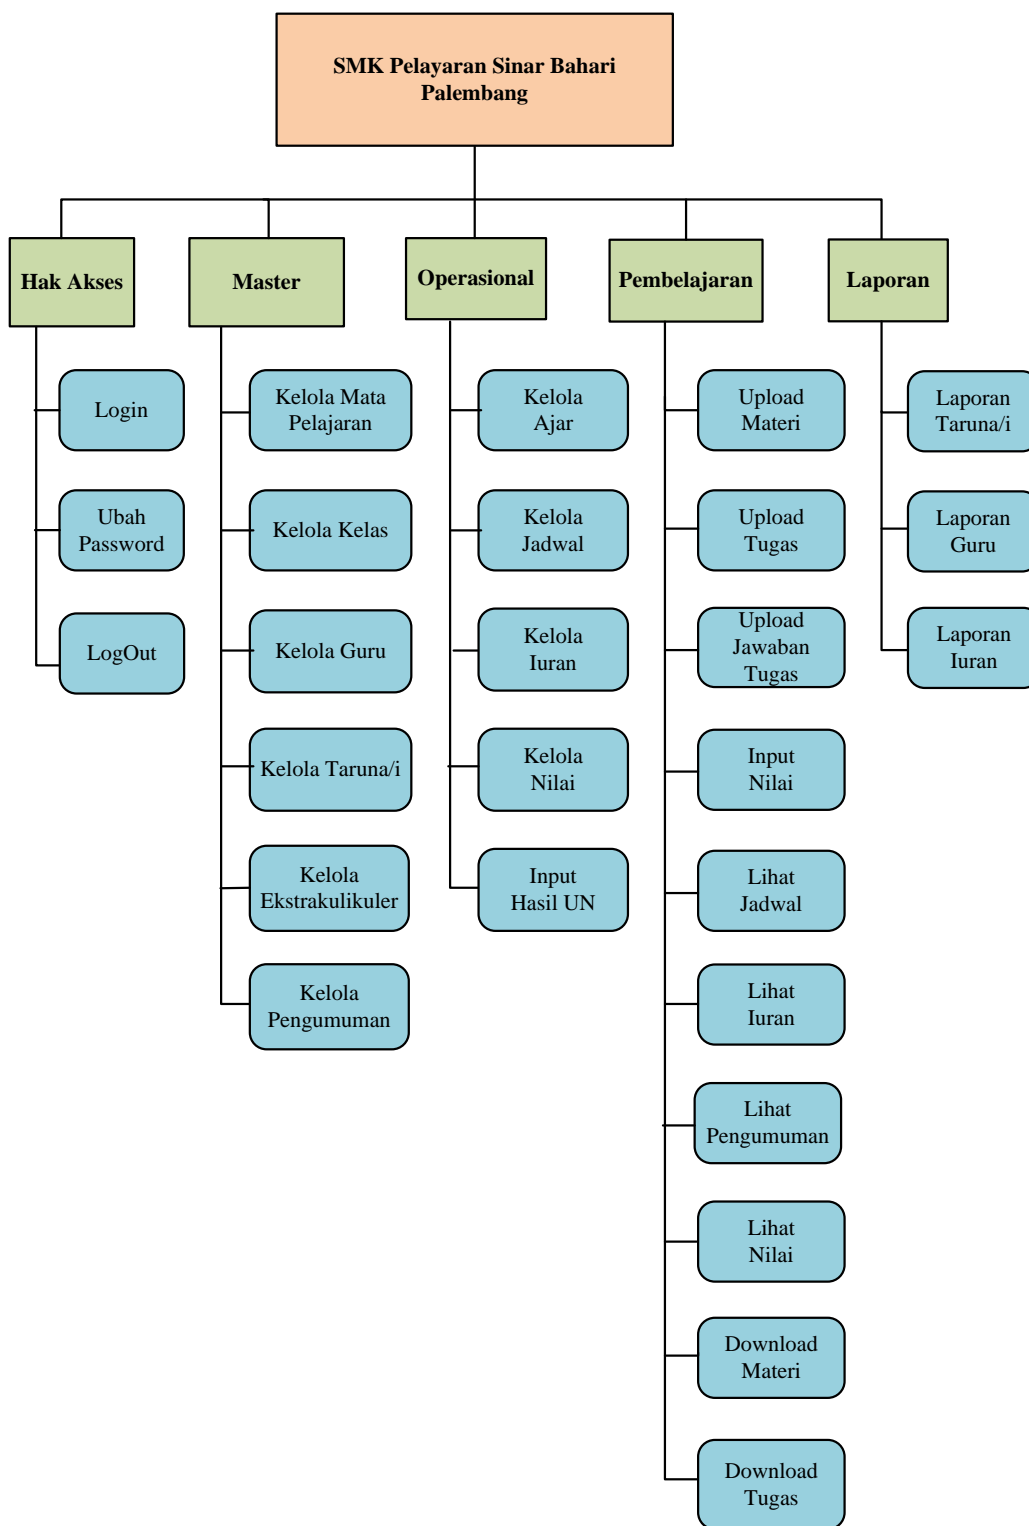 SMK Pelayaran Sinar Bahari
Palembang
Hak Akses
Master
Operasional
Pembelajaran
Laporan
Login
Ubah
Password
LogOut
Kelola Mata
Pelajaran
Kelola Kelas
Kelola Guru
Kelola Taruna/i
Kelola
Ekstrakulikuler
Kelola
Pengumuman
Kelola
Ajar
Kelola
Jadwal
Kelola
Iuran
Kelola
Nilai
Input
Hasil UN
Upload
Materi
Upload
Tugas
Upload
Jawaban
Tugas
Input
Nilai
Lihat
Jadwal
Lihat
Iuran
Lihat
Pengumuman
Lihat
Nilai
Download
Materi
Download
Tugas
Laporan
Taruna/i
Laporan
Guru
Laporan
Iuran